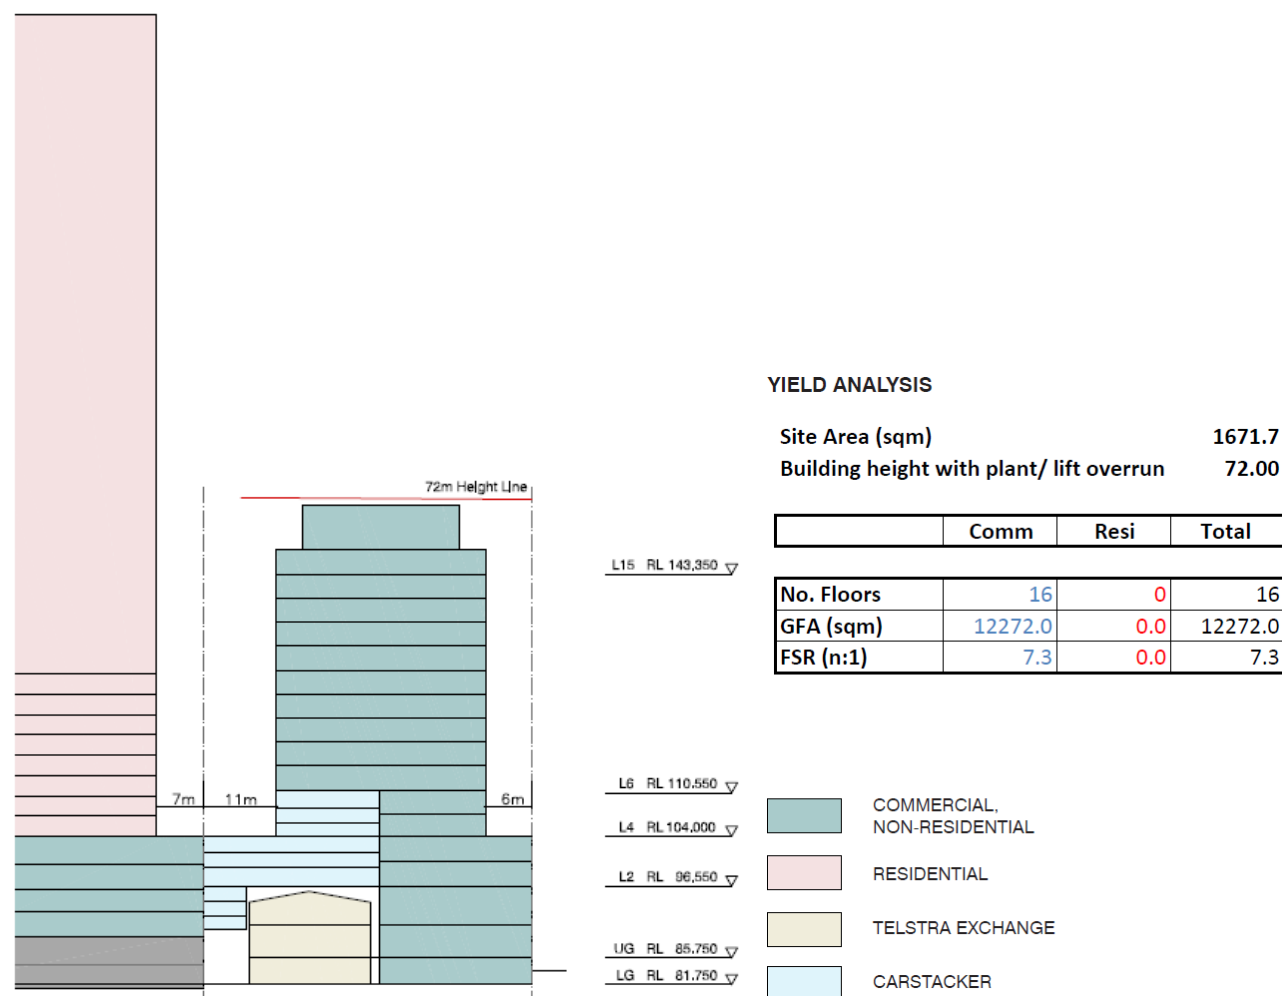 72m Height Line
L15 RL 143,350
7m 11m 6m
L6 RL 110.550
L4 RL 104,000
L2 RL 96,550
UG RL 85.750
LG RL 81.750
YIELD ANALYSIS
Site Area (sqm) 1671.7
Building height with plant/ lift overrun 72.00
Comm Resi Total
No. Floors 16 0 16
GFA (sqm) 12272.0 0.0 12272.0
FSR (n:1) 7.3 0.0 7.3
COMMERCIAL,
NON-RESIDENTIAL
RESIDENTIAL
TELSTRA EXCHANGE
CARSTACKER